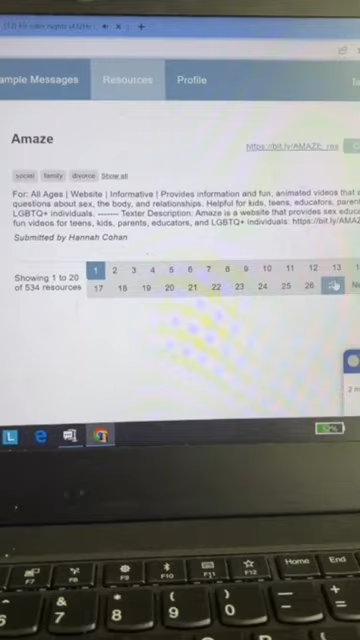 ample Messages Resources Profile
Amaze
https://bit.ly/AMAZE_res
social family divorce Show all
For: All Ages | Website | Informative | Provides information and fun, animated videos that
questions about sex, the body, and relationships. Helpful for kids, teens, educators, paren
LGBTQ+ individuals. ------- Texter Description: Amaze is a website that provides sex educa
fun videos for teens, kids, parents, educators, and LGBTQ+ individuals: https://bit.ly/AMAZ
Submitted by Hannah Cohan
Showing 1 to 20
of 534 resources
1 2 3 4 5 6 7 8 9 10 11 12 13
17 18 19 20 21 22 23 24 25 26
2 m
L
F7 F8 F9 F10 F11 F12 Home End
6 & 7 * 8 ( 9 ) 0 — - + =